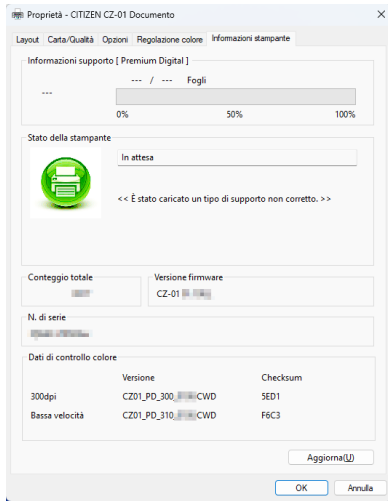 Proprietà - CITIZEN CZ-01 Documento
Layout Carta/Qualità Opzioni Regolazione colore Informazioni stampante
Informazioni supporto [ Premium Digital ]
--- / --- Fogli
---
0% 50% 100%
Stato della stampante
In attesa
<< È stato caricato un tipo di supporto non corretto. >>
Conteggio totale Versione firmware
CZ-01
N. di serie
Dati di controllo colore
Versione Checksum
300dpi CZ01_PD_300_ CWD 5ED1
Bassa velocità CZ01_PD_310_ CWD F6C3
Aggiorna(U)
OK Annulla